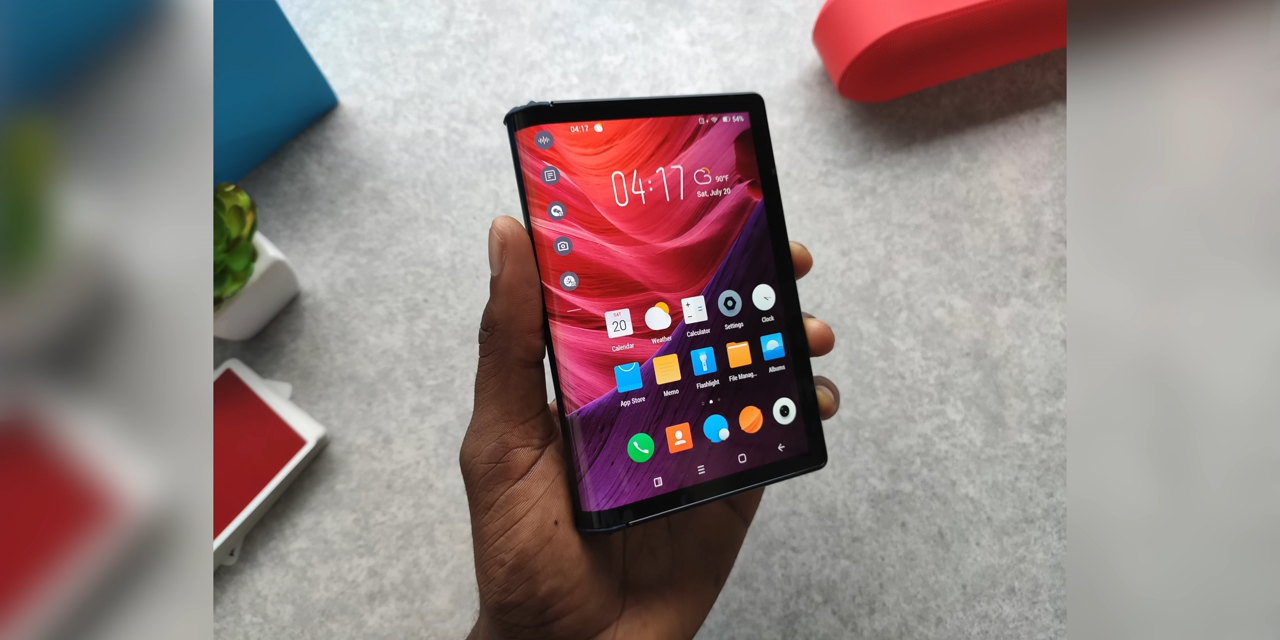 04:17
54%
04:17
90°F
Sat, July 20
SAT
20
Calendar
Weather
Calculator
Settings
Clock
App Store
Memo
Flashlight
File Manag...
Albums